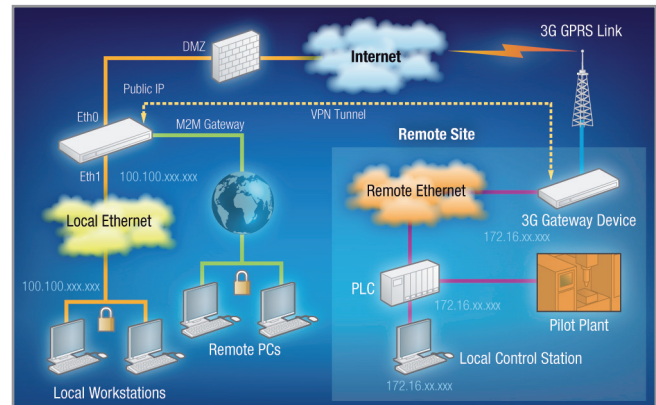 3G GPRS Link
DMZ
Internet
Public IP
Eth0
VPN Tunnel
M2M Gateway
Remote Site
Eth1
100.100.xxx.xxx
Remote Ethernet
Local Ethernet
3G Gateway Device
172.16.xx.xxx
100.100.xxx.xxx
PLC
172.16.xx.xxx
Pilot Plant
Remote PCs
Local Control Station
172.16.xx.xxx
Local Workstations